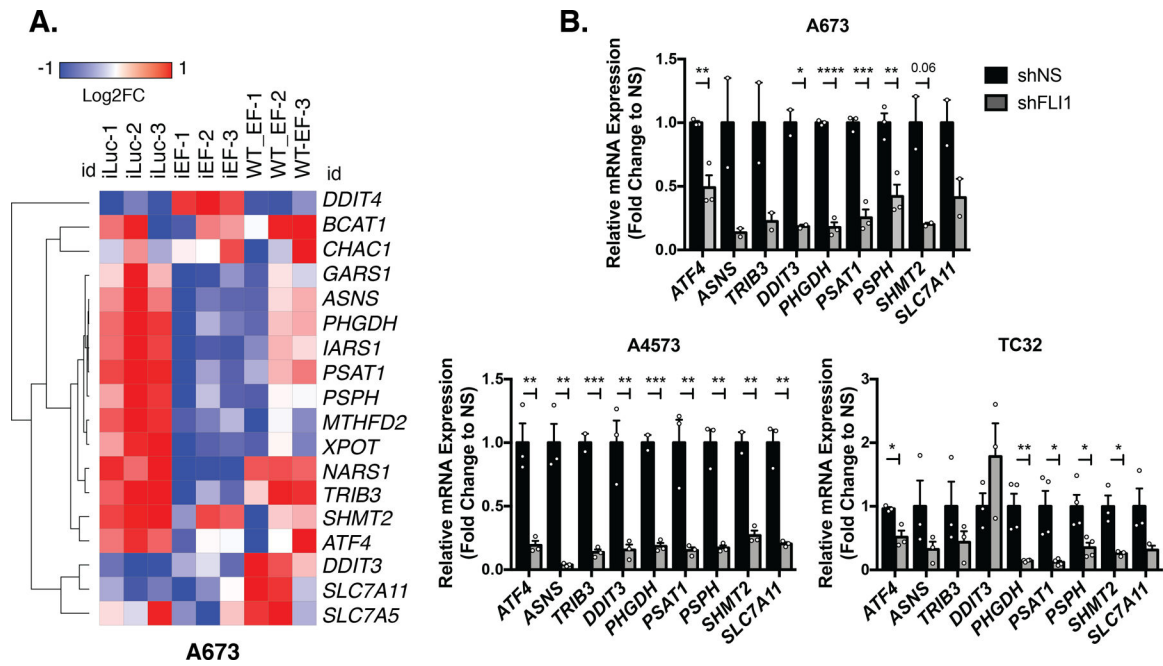 A.
-1
1
Log2FC
id
iLuc-1
iLuc-2
iLuc-3
iEF-1
iEF-2
iEF-3
WT_EF-1
WT_EF-2
WT-EF-3
id
DDIT4
BCAT1
CHAC1
GARS1
ASNS
PHGDH
IARS1
PSAT1
PSPH
MTHFD2
XPOT
NARS1
TRIB3
SHMT2
ATF4
DDIT3
SLC7A11
SLC7A5
A673
B.
A673
Relative mRNA Expression
(Fold Change to NS)
1.5
1.0
0.5
0.0
** * **** *** ** 0.06
shNS
shFLI1
ATF4
ASNS
TRIB3
DDIT3
PHGDH
PSAT1
PSPH
SHMT2
SLC7A11
A4573
Relative mRNA Expression
(Fold Change to NS)
1.5
1.0
0.5
0.0
** ** *** ** *** ** ** ** **
ATF4
ASNS
TRIB3
DDIT3
PHGDH
PSAT1
PSPH
SHMT2
SLC7A11
TC32
Relative mRNA Expression
(Fold Change to NS)
3
2
1
0
* ** * * *
ATF4
ASNS
TRIB3
DDIT3
PHGDH
PSAT1
PSPH
SHMT2
SLC7A11